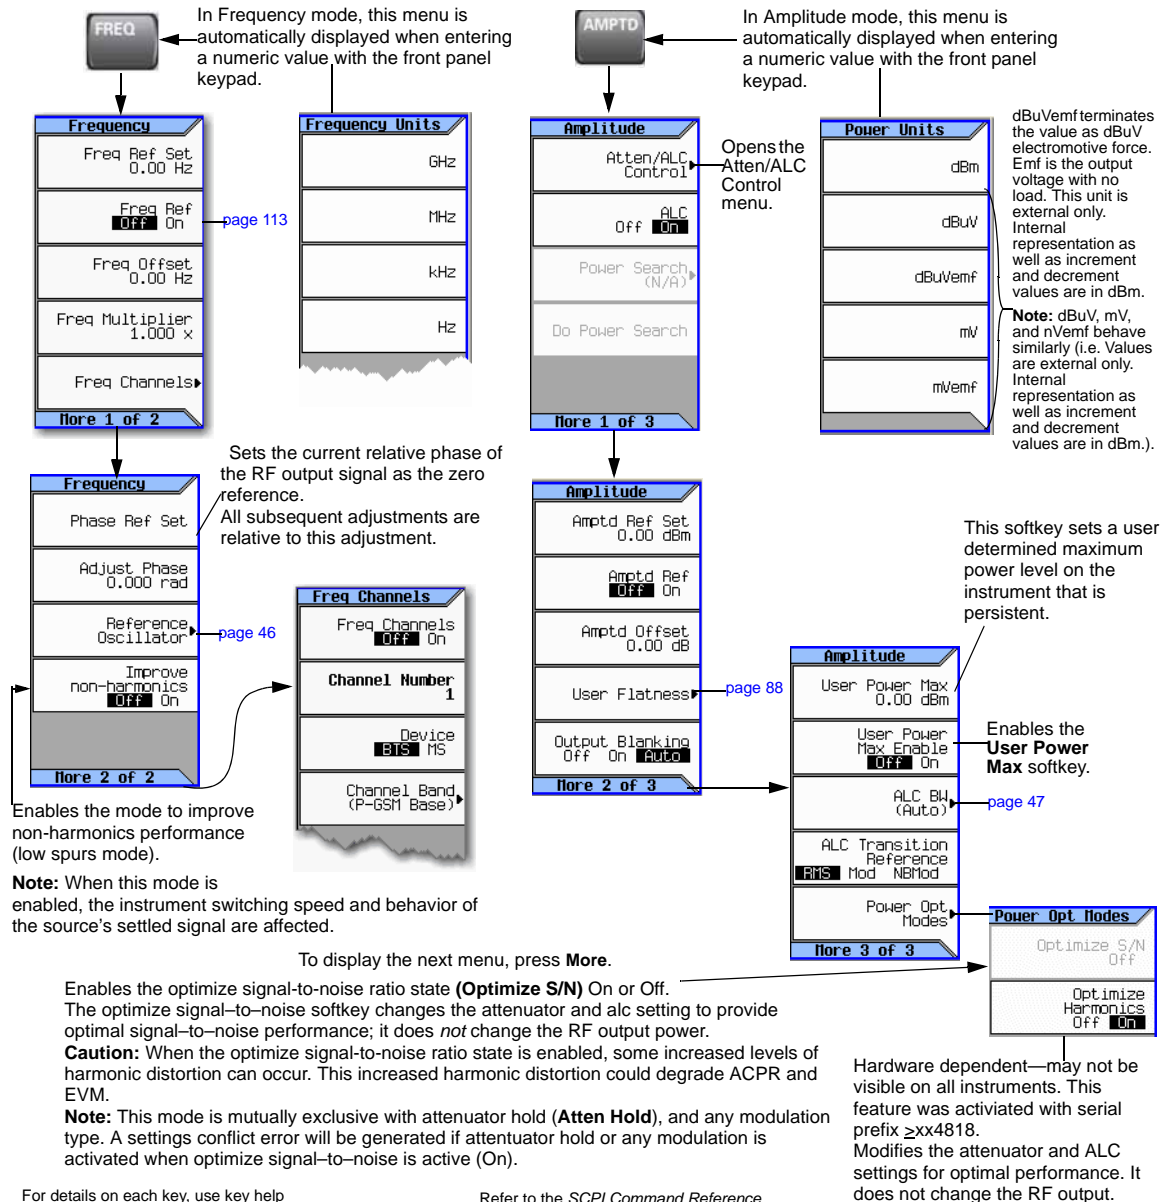 FREQ
In Frequency mode, this menu is
automatically displayed when entering
a numeric value with the front panel
keypad.
AMPTD
In Amplitude mode, this menu is
automatically displayed when entering
a numeric value with the front panel
keypad.
Frequency
Freq Ref Set
0.00 Hz
Freq Ref
Off On
page 113
Freq Offset
0.00 Hz
Freq Multiplier
1.000 x
Freq Channels
More 1 of 2
Frequency Units
GHz
MHz
kHz
Hz
Amplitude
Atten/ALC
Control
ALC
Off On
Power Search
(N/A)
Do Power Search
More 1 of 3
Opens the
Atten/ALC
Control
menu.
Power Units
dBm
dBuV
dBuVemf
mV
mVemf
dBuVemf terminates
the value as dBuV
electromotive force.
Emf is the output
voltage with no
load. This unit is
external only.
Internal
representation as
well as increment
and decrement
values are in dBm.
Note: dBuV, mV,
and nVemf behave
similarly (i.e. Values
are external only.
Internal
representation as
well as increment
and decrement
values are in dBm.).
Frequency
Phase Ref Set
Adjust Phase
0.000 rad
Reference
Oscillator
page 46
Improve
non-harmonics
Off On
More 2 of 2
Sets the current relative phase of
the RF output signal as the zero
reference.
All subsequent adjustments are
relative to this adjustment.
Freq Channels
Freq Channels
Off On
Channel Number
1
Device
BTS MS
Channel Band
(P-GSM Base)
Amplitude
Amptd Ref Set
0.00 dBm
Amptd Ref
Off On
Amptd Offset
0.00 dB
User Flatness
page 88
Output Blanking
Off On Auto
More 2 of 3
This softkey sets a user
determined maximum
power level on the
instrument that is
persistent.
Amplitude
User Power Max
0.00 dBm
User Power
Max Enable
Off On
Enables the
User Power
Max softkey.
ALC BW
(Auto)
page 47
ALC Transition
Reference
RMS Mod NBMod
Power Opt
Modes
More 3 of 3
Power Opt Modes
Optimize S/N
Off
Optimize
Harmonics
Off On
Enables the mode to improve
non-harmonics performance
(low spurs mode).
Note: When this mode is
enabled, the instrument switching speed and behavior of
the source's settled signal are affected.
To display the next menu, press More.
Enables the optimize signal-to-noise ratio state (Optimize S/N) On or Off.
The optimize signal–to–noise softkey changes the attenuator and alc setting to provide
optimal signal–to–noise performance; it does not change the RF output power.
Caution: When the optimize signal-to-noise ratio state is enabled, some increased levels of
harmonic distortion can occur. This increased harmonic distortion could degrade ACPR and
EVM.
Note: This mode is mutually exclusive with attenuator hold (Atten Hold), and any modulation
type. A settings conflict error will be generated if attentuator hold or any modulation is
activated when optimize signal–to–noise is active (On).
Hardware dependent—may not be
visible on all instruments. This
feature was activiated with serial
prefix ≥xx4818.
Modifies the attenuator and ALC
settings for optimal performance. It
does not change the RF output.
For details on each key, use key help
Refer to the SCPI Command Reference